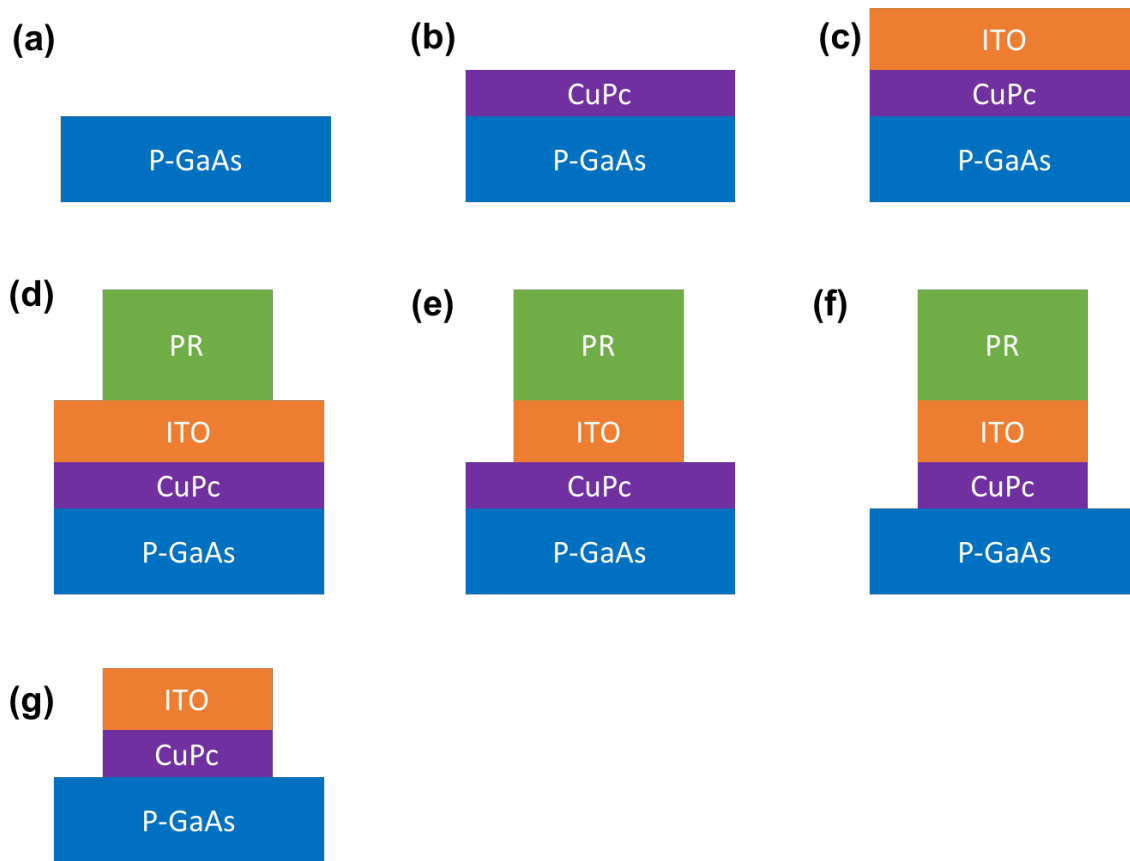 (a)
P-GaAs
(b)
CuPc
P-GaAs
(c)
ITO
CuPc
P-GaAs
(d)
PR
ITO
CuPc
P-GaAs
(e)
PR
ITO
CuPc
P-GaAs
(f)
PR
ITO
CuPc
P-GaAs
(g)
ITO
CuPc
P-GaAs